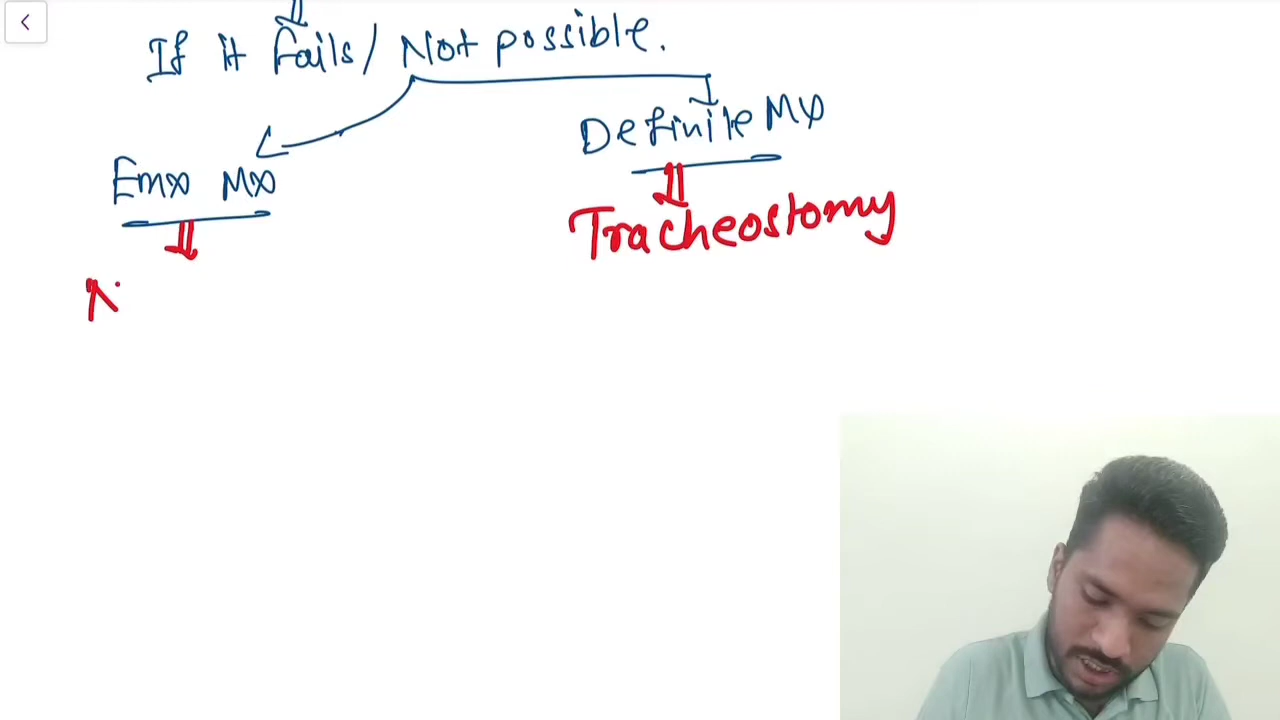 If it fails/ Not possible.
Definite Mx
Emx Mx
Tracheostomy